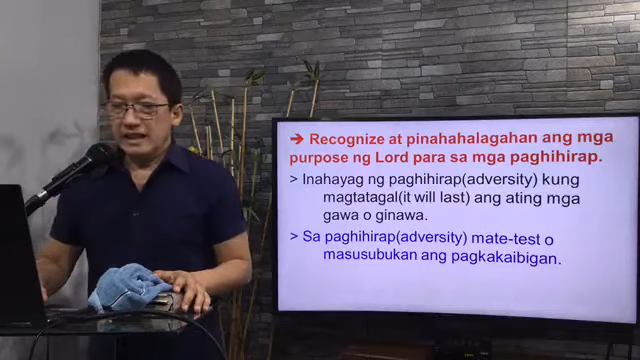 ➔ Recognize at pinahahalagahan ang mga
purpose ng Lord para sa mga paghihirap.
> Inahayag ng paghihirap(adversity) kung
magtatagal(it will last) ang ating mga
gawa o ginawa.
> Sa paghihirap(adversity) mate-test o
masusubukan ang pagkakaibigan.